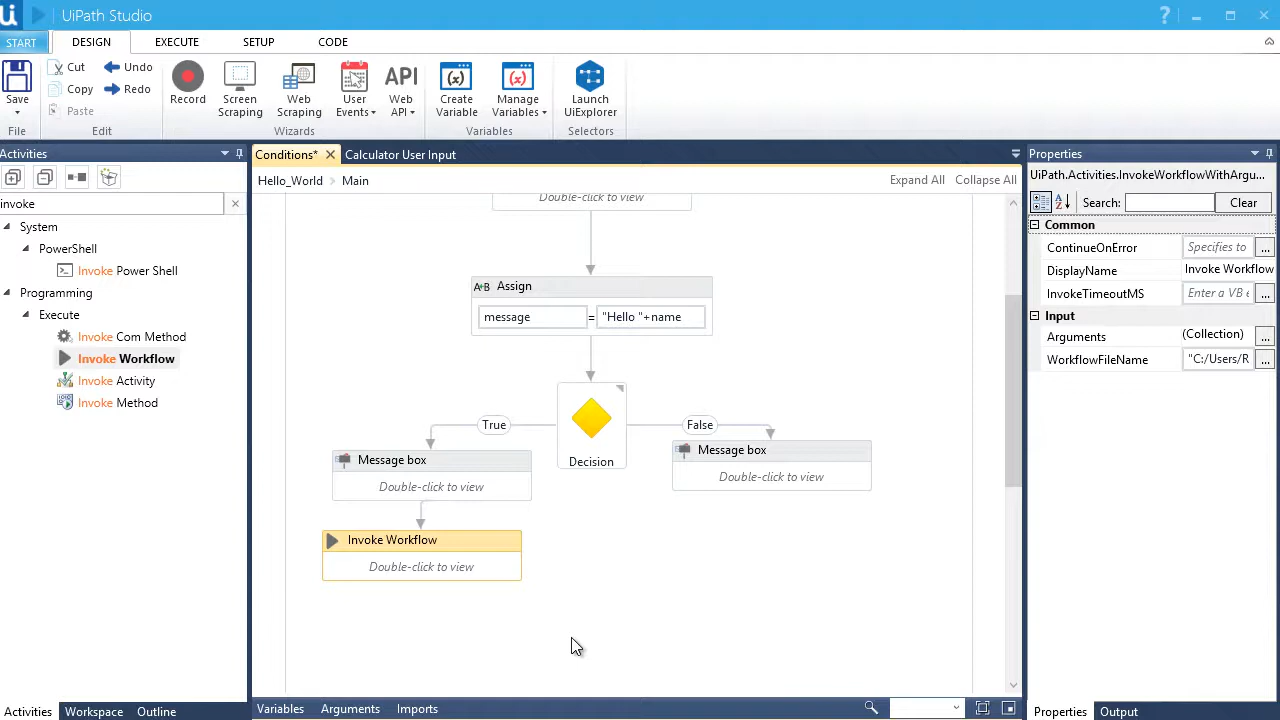 Ui UiPath Studio ?
START DESIGN EXECUTE SETUP CODE
Save
File
Cut
Copy
Paste
Undo
Redo
Edit
Record
Screen Scraping
Web Scraping
User Events
API
Web API
Wizards
(x)
Create Variable
(x)
Manage Variables
Variables
Launch UiExplorer
Selectors
Activities
invoke
System
PowerShell
Invoke Power Shell
Programming
Execute
Invoke Com Method
Invoke Workflow
Invoke Activity
Invoke Method
Activities Workspace Outline
Conditions* Calculator User Input
Hello_World Main
Expand All Collapse All
Double-click to view
A+B Assign
message = "Hello "+name
True
False
Decision
Message box
Double-click to view
Message box
Double-click to view
Invoke Workflow
Double-click to view
Variables Arguments Imports
Properties
UiPath.Activities.InvokeWorkflowWithArgu...
Search: Clear
Common
ContinueOnError Specifies to ...
DisplayName Invoke Workflow
InvokeTimeoutMS Enter a VB e ...
Input
Arguments (Collection) ...
WorkflowFileName "C:/Users/R ...
Properties Output